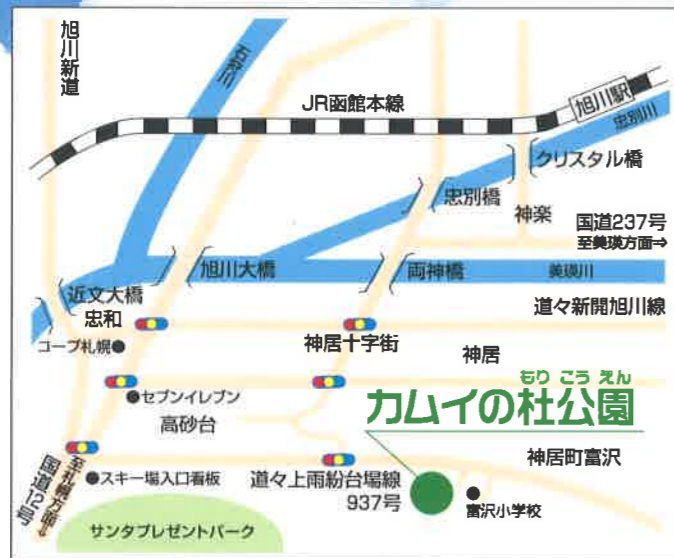 旭川新道
石狩川
JR函館本線
旭川駅
忠別川
クリスタル橋
忠別橋
神楽
国道237号
至美瑛方面⇒
旭川大橋
両神橋
美瑛川
近文大橋
忠和
道々新開旭川線
コープ札幌●
神居十字街
神居
●セブンイレブン
もり こう えん
カムイの杜公園
高砂台
神居町富沢
至札幌方面⇒
国道12号
●スキー場入口看板
道々上雨紛台場線
937号
富沢小学校
サンタプレゼントパーク